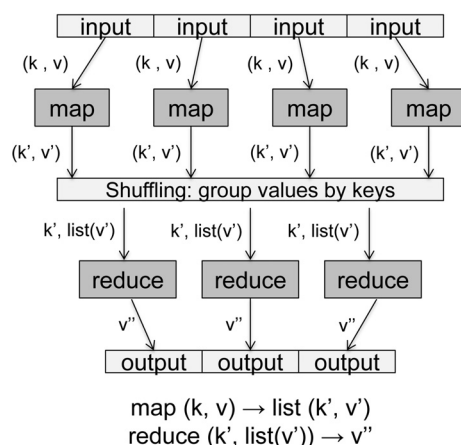 input input input input
(k , v) (k , v) (k , v) (k , v)
map map map map
(k’, v’) (k’, v’) (k’, v’) (k’, v’)
Shuffling: group values by keys
k’, list(v’) k’, list(v’) k’, list(v’)
reduce reduce reduce
v’’ v’’ v’’
output output output
map (k, v) → list (k’, v’)
reduce (k’, list(v’)) → v’’